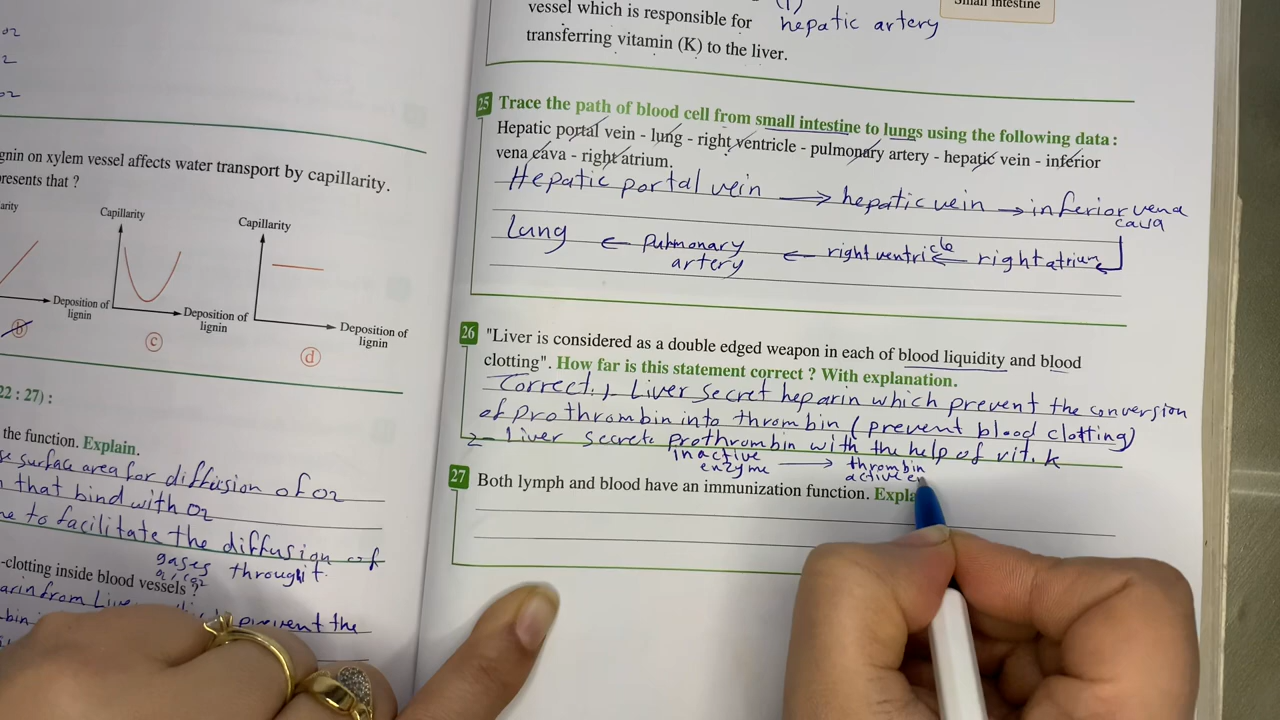 o2
2
o2
gnin on xylem vessel affects water transport by capillarity.
resents that ?
arity
Capillarity
Capillarity
Deposition of
lignin
Deposition of
lignin
Deposition of
lignin
b
c
d
22 : 27) :
the function. Explain.
surface area for diffusion of o2
that bind with o2
to facilitate the diffusion of
gases through it.
-clotting inside blood vessels ?
from prevent the
bin
Small intestine
vessel which is responsible for hepatic artery
transferring vitamin (K) to the liver.
25 Trace the path of blood cell from small intestine to lungs using the following data :
Hepatic portal vein - lung - right ventricle - pulmonary artery - hepatic vein - inferior
vena cava - right atrium.
Hepatic portal vein → hepatic vein → inferior vena
cava
Lung ← pulmonary ← right ventricle ← right atrium
artery
26 "Liver is considered as a double edged weapon in each of blood liquidity and blood
clotting". How far is this statement correct ? With explanation.
Correct. 1 Liver secret heparin which prevent the conversion
of prothrombin into thrombin (prevent blood clotting)
2- Liver secrete prothrombin with the help of vit. K
inactive → thrombin
enzyme active
27 Both lymph and blood have an immunization function. Expla